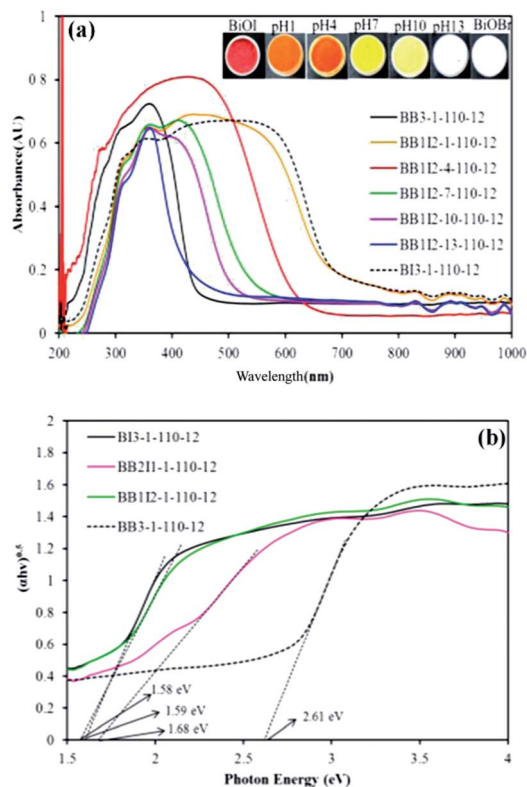 (a)
BiOI pH1 pH4 pH7 pH10 pH13 BiOBr
1
0.8
0.6
0.4
0.2
0
Absorbance(AU)
BB3-1-110-12
BB1I2-1-110-12
BB1I2-4-110-12
BB1I2-7-110-12
BB1I2-10-110-12
BB1I2-13-110-12
BI3-1-110-12
200 300 400 500 600 700 800 900 1000
Wavelength(nm)
(b)
2
1.8
1.6
1.4
1.2
1
0.8
0.6
0.4
0.2
0
(αhν)^0.5
BI3-1-110-12
BB2I1-1-110-12
BB1I2-1-110-12
BB3-1-110-12
1.58 eV
1.59 eV
1.68 eV
2.61 eV
1.5 2 2.5 3 3.5 4
Photon Energy (eV)